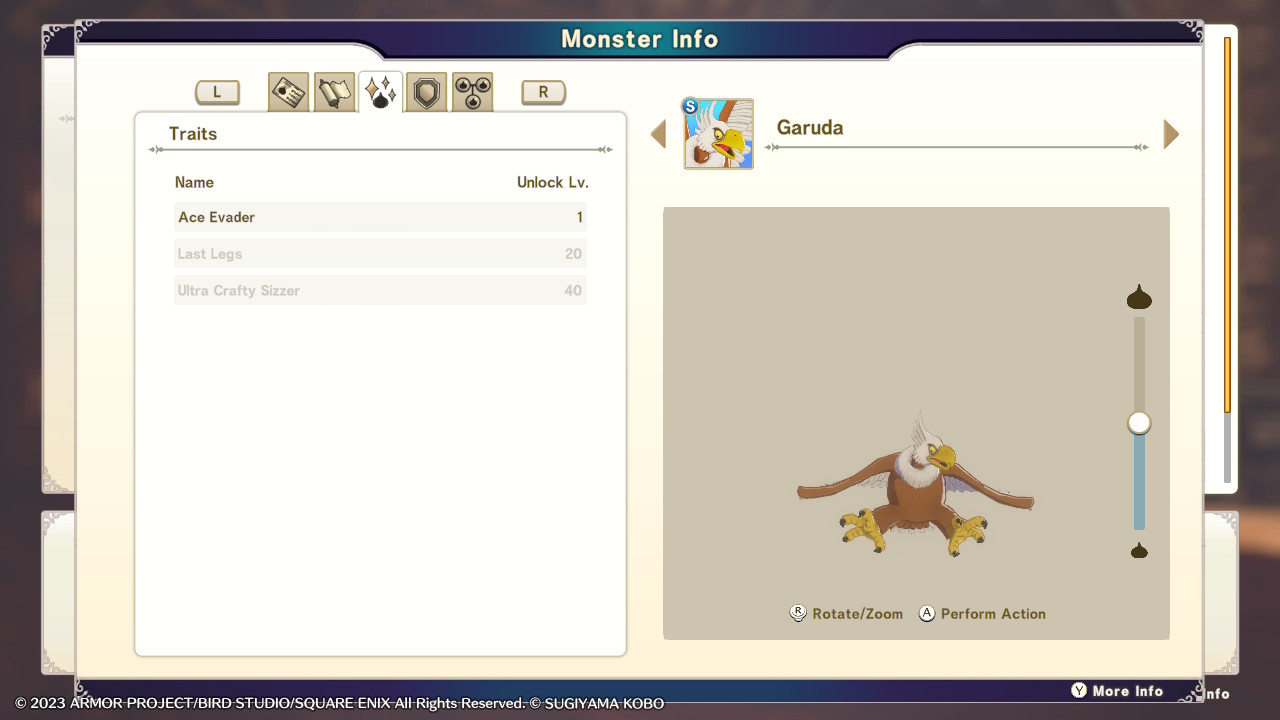 Monster Info
L
R
Traits
Name Unlock Lv.
Ace Evader 1
Last Legs 20
Ultra Crafty Sizzer 40
S
Garuda
R Rotate/Zoom A Perform Action
Y More Info
nfo
© 2023 ARMOR PROJECT/BIRD STUDIO/SQUARE ENIX All Rights Reserved. © SUGIYAMA KOBO